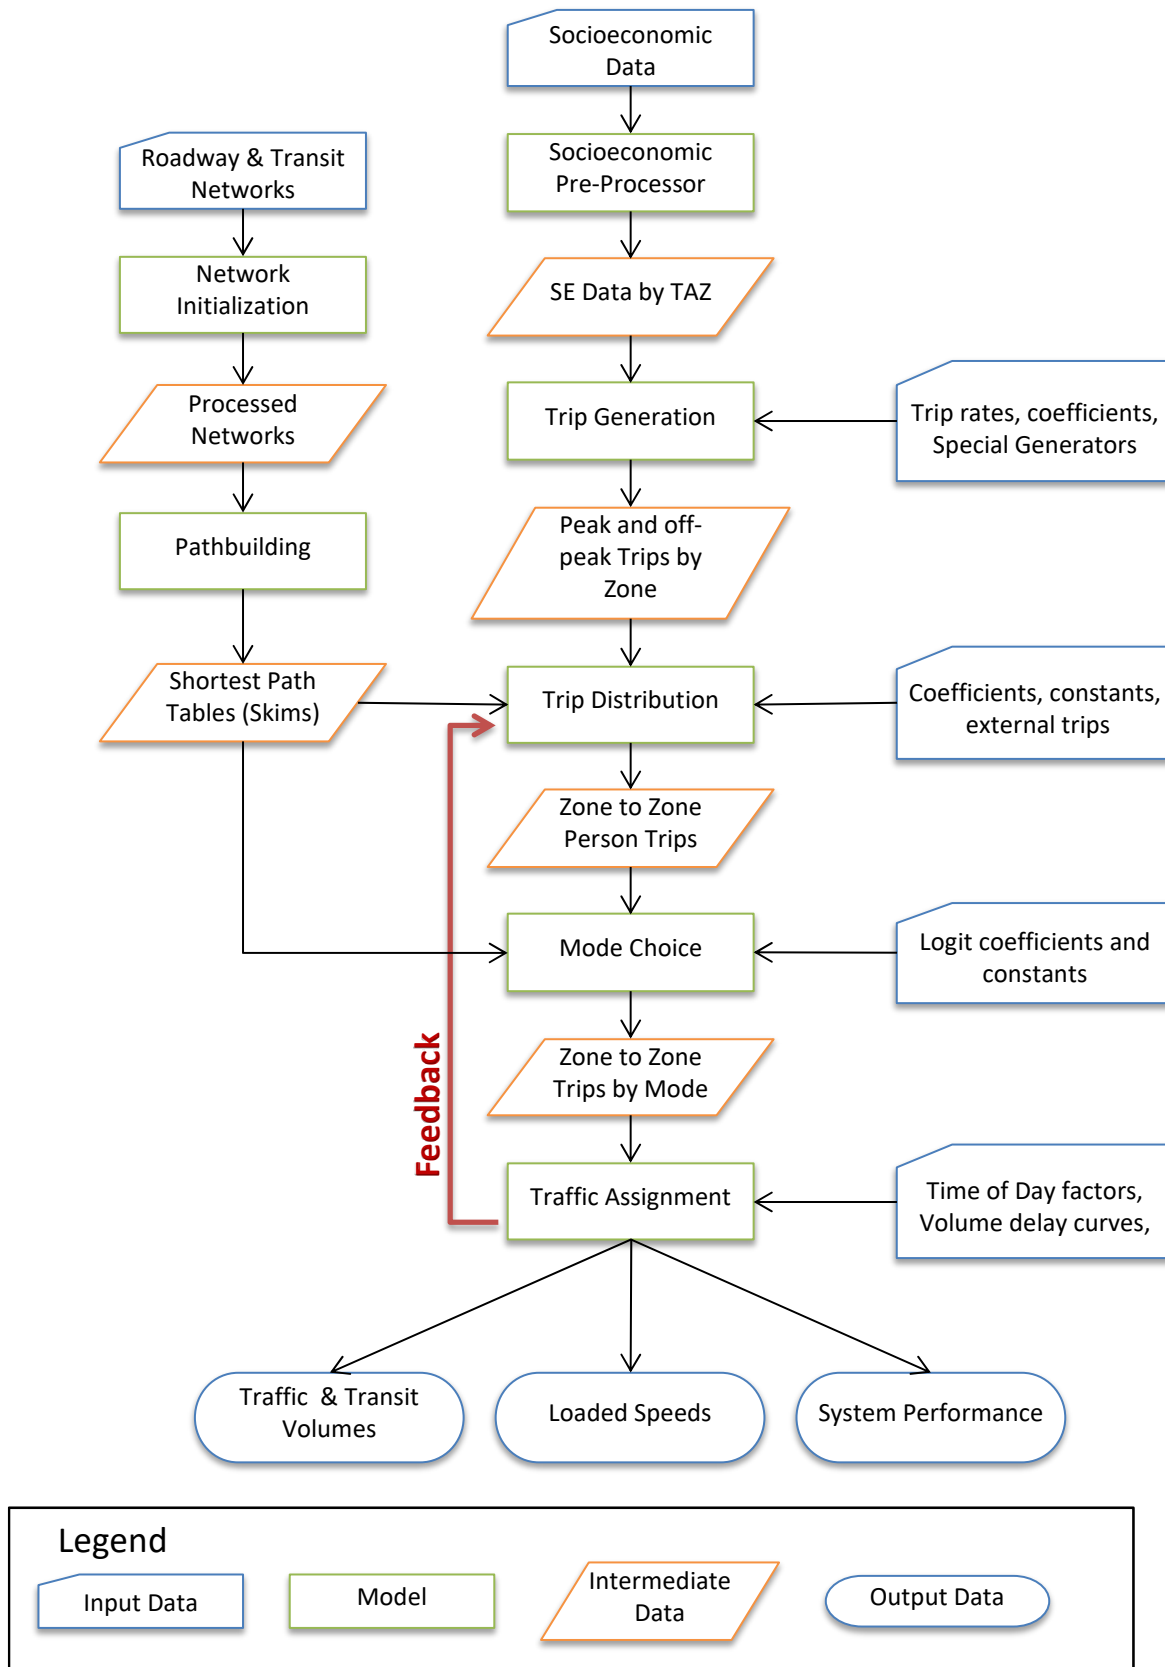 Socioeconomic
Data
Roadway & Transit
Networks
Socioeconomic
Pre-Processor
Network
Initialization
SE Data by TAZ
Processed
Networks
Trip Generation
Trip rates, coefficients,
Special Generators
Pathbuilding
Peak and off-
peak Trips by
Zone
Shortest Path
Tables (Skims)
Trip Distribution
Coefficients, constants,
external trips
Zone to Zone
Person Trips
Mode Choice
Logit coefficients and
constants
Feedback
Zone to Zone
Trips by Mode
Traffic Assignment
Time of Day factors,
Volume delay curves,
Traffic & Transit
Volumes
Loaded Speeds
System Performance
Legend
Input Data
Model
Intermediate
Data
Output Data